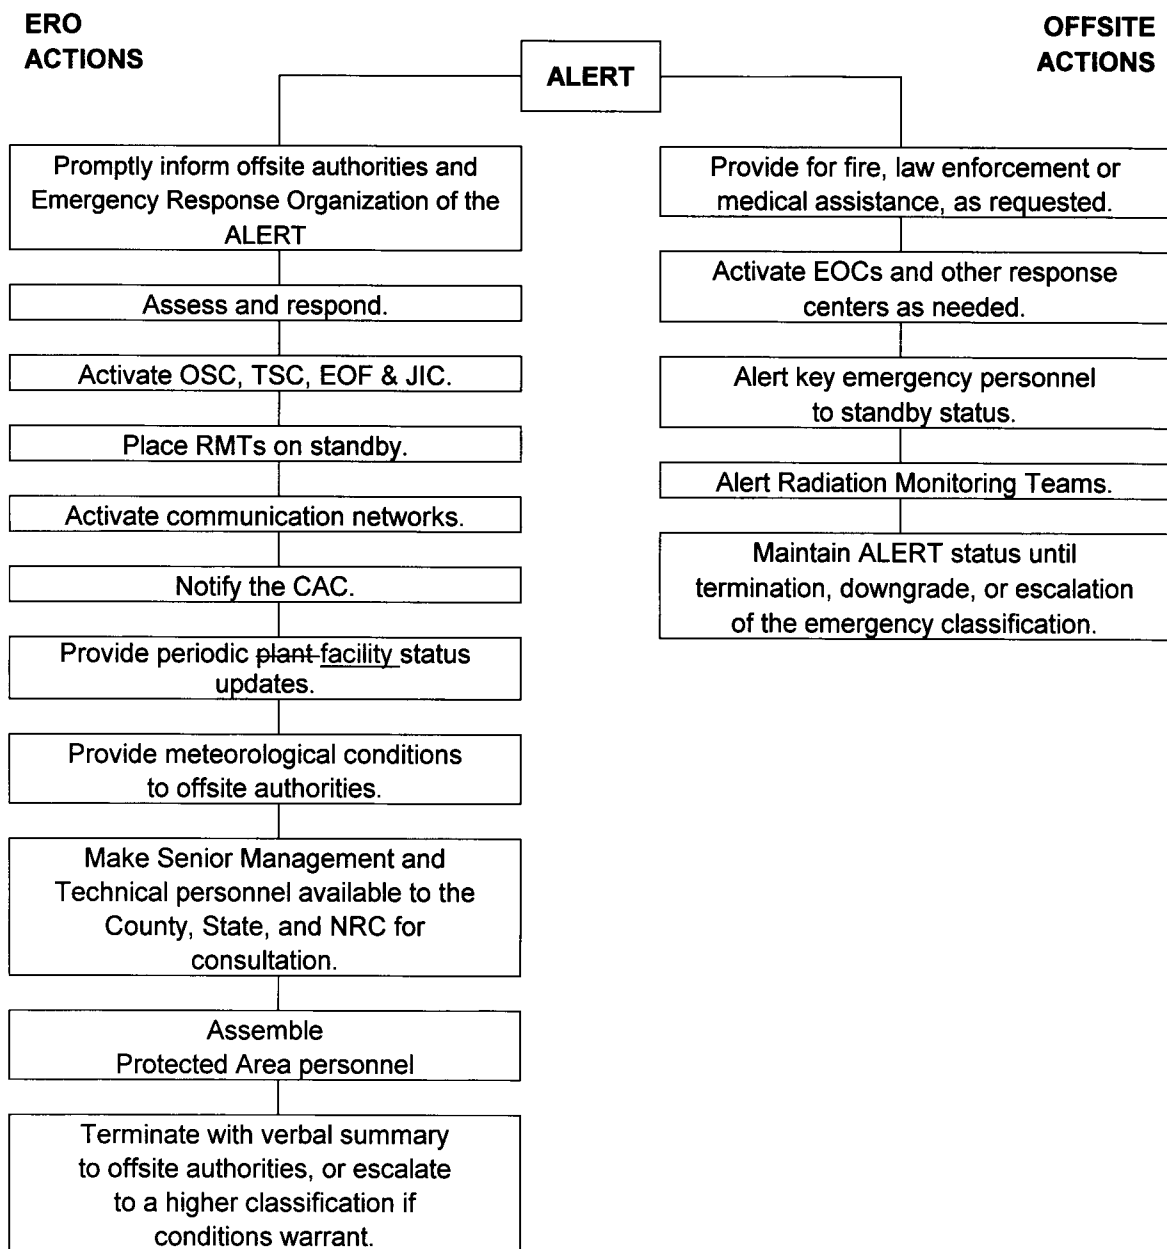 ERO
ACTIONS
OFFSITE
ACTIONS
ALERT
Promptly inform offsite authorities and
Emergency Response Organization of the
ALERT
Assess and respond.
Activate OSC, TSC, EOF & JIC.
Place RMTs on standby.
Activate communication networks.
Notify the CAC.
Provide periodic plant facility status
updates.
Provide meteorological conditions
to offsite authorities.
Make Senior Management and
Technical personnel available to the
County, State, and NRC for
consultation.
Assemble
Protected Area personnel
Terminate with verbal summary
to offsite authorities, or escalate
to a higher classification if
conditions warrant.
Provide for fire, law enforcement or
medical assistance, as requested.
Activate EOCs and other response
centers as needed.
Alert key emergency personnel
to standby status.
Alert Radiation Monitoring Teams.
Maintain ALERT status until
termination, downgrade, or escalation
of the emergency classification.